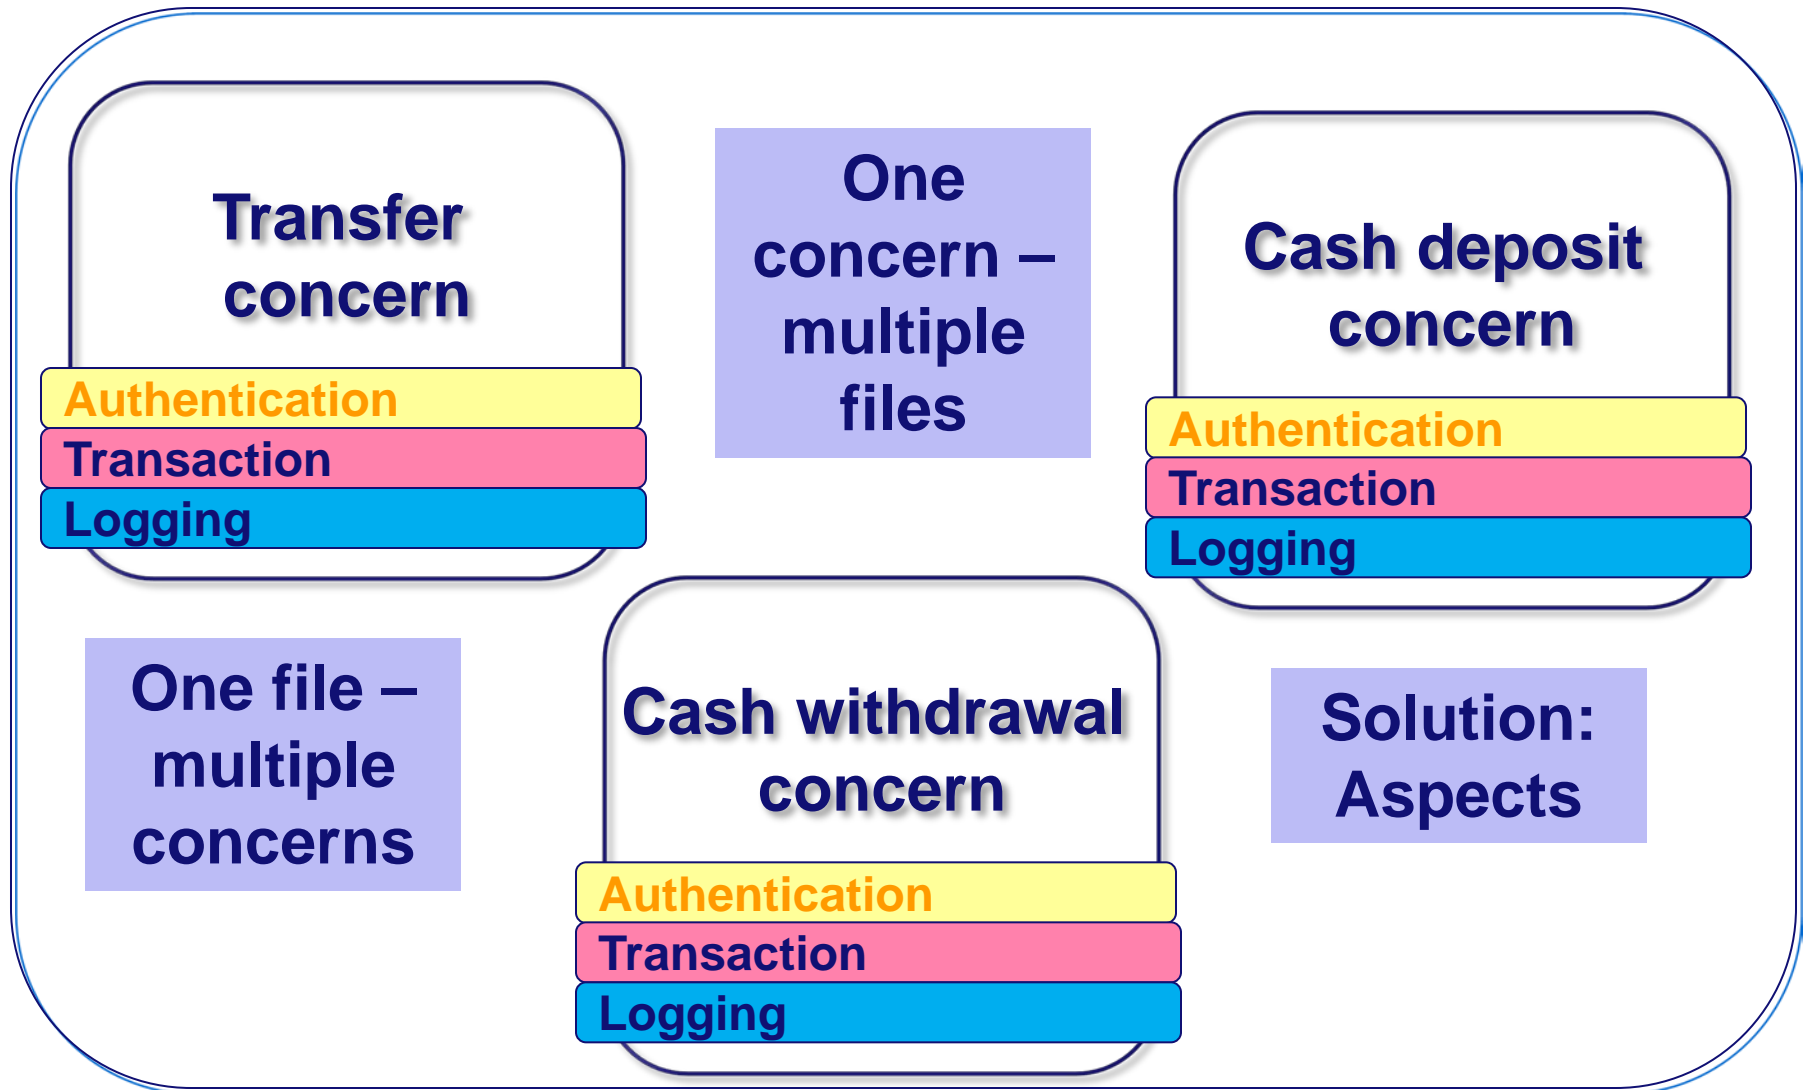 Transfer
concern
Authentication
Transaction
Logging
One
concern –
multiple
files
Cash deposit
concern
Authentication
Transaction
Logging
One file –
multiple
concerns
Cash withdrawal
concern
Authentication
Transaction
Logging
Solution:
Aspects